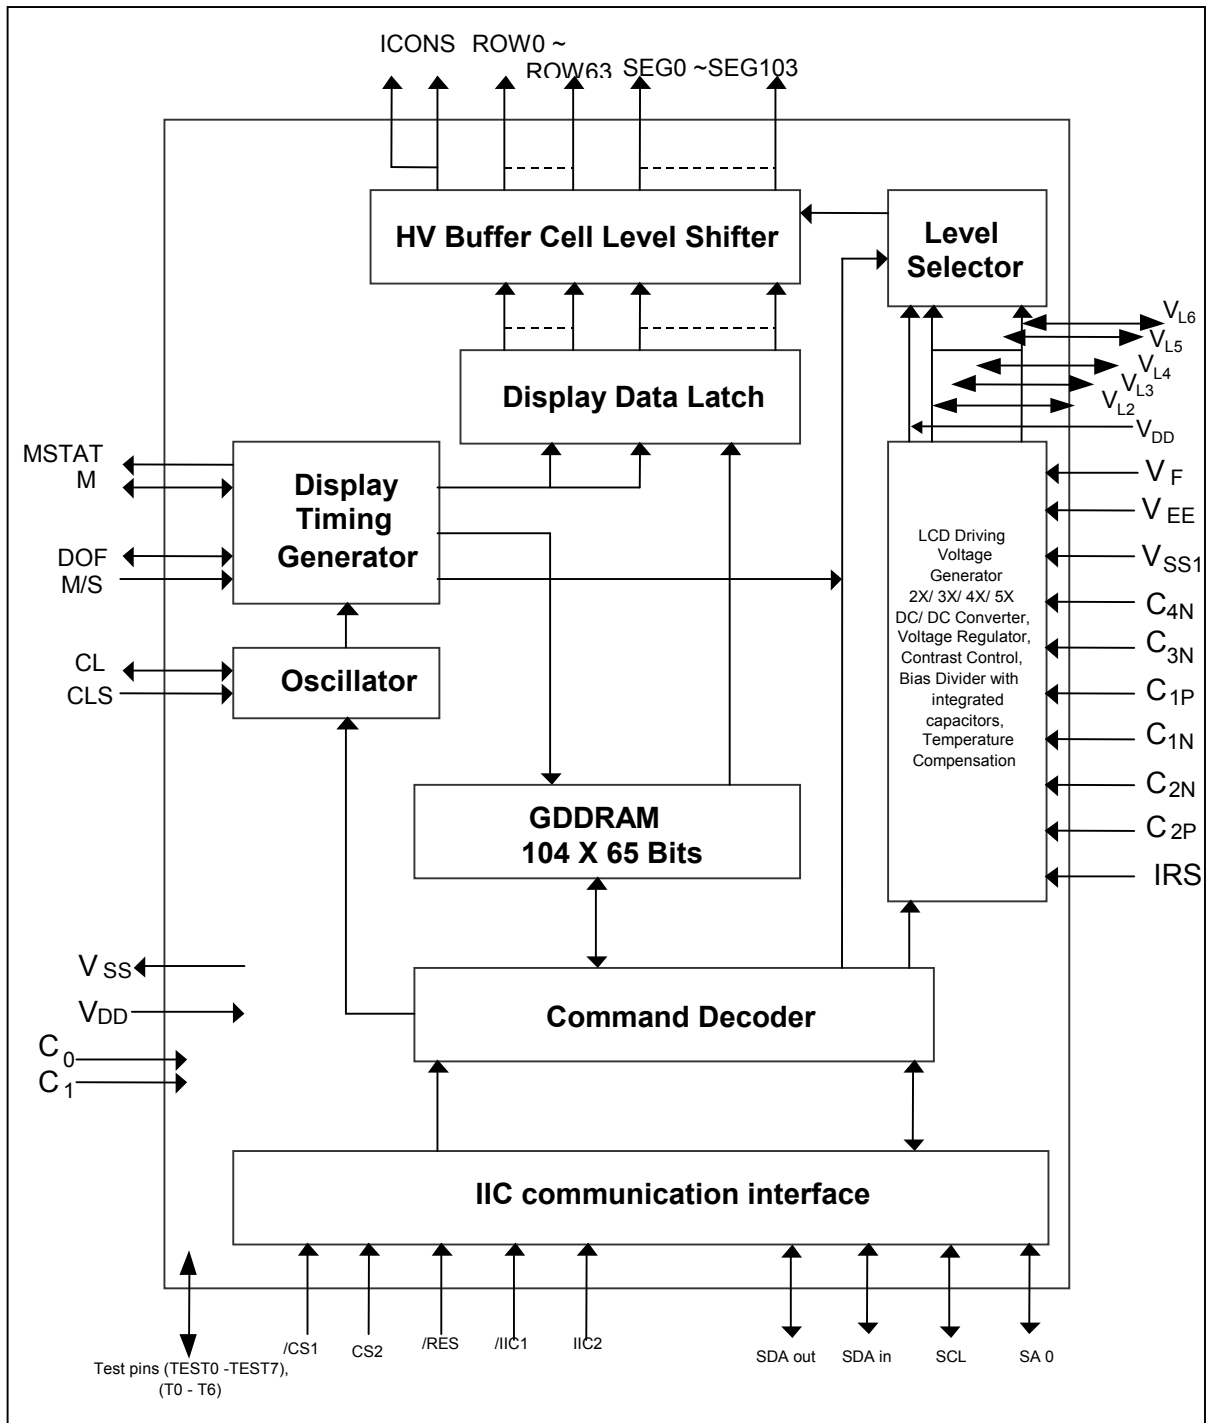 ICONS ROW0 ~
ROW63 SEG0 ~SEG103
HV Buffer Cell Level Shifter
Level
Selector
VL6
VL5
VL4
VL3
VL2
VDD
Display Data Latch
MSTAT
M
DOF
M/S
Display
Timing
Generator
CL
CLS
Oscillator
GDDRAM
104 X 65 Bits
LCD Driving
Voltage
Generator
2X/ 3X/ 4X/ 5X
DC/ DC Converter,
Voltage Regulator,
Contrast Control,
Bias Divider with
integrated
capacitors,
Temperature
Compensation
VF
VEE
VSS1
C4N
C3N
C1P
C1N
C2N
C2P
IRS
VSS
VDD
C0
C1
Command Decoder
IIC communication interface
/CS1 CS2 /RES /IIC1 IIC2 SDA out SDA in SCL SA 0
Test pins (TEST0 -TEST7),
(T0 - T6)